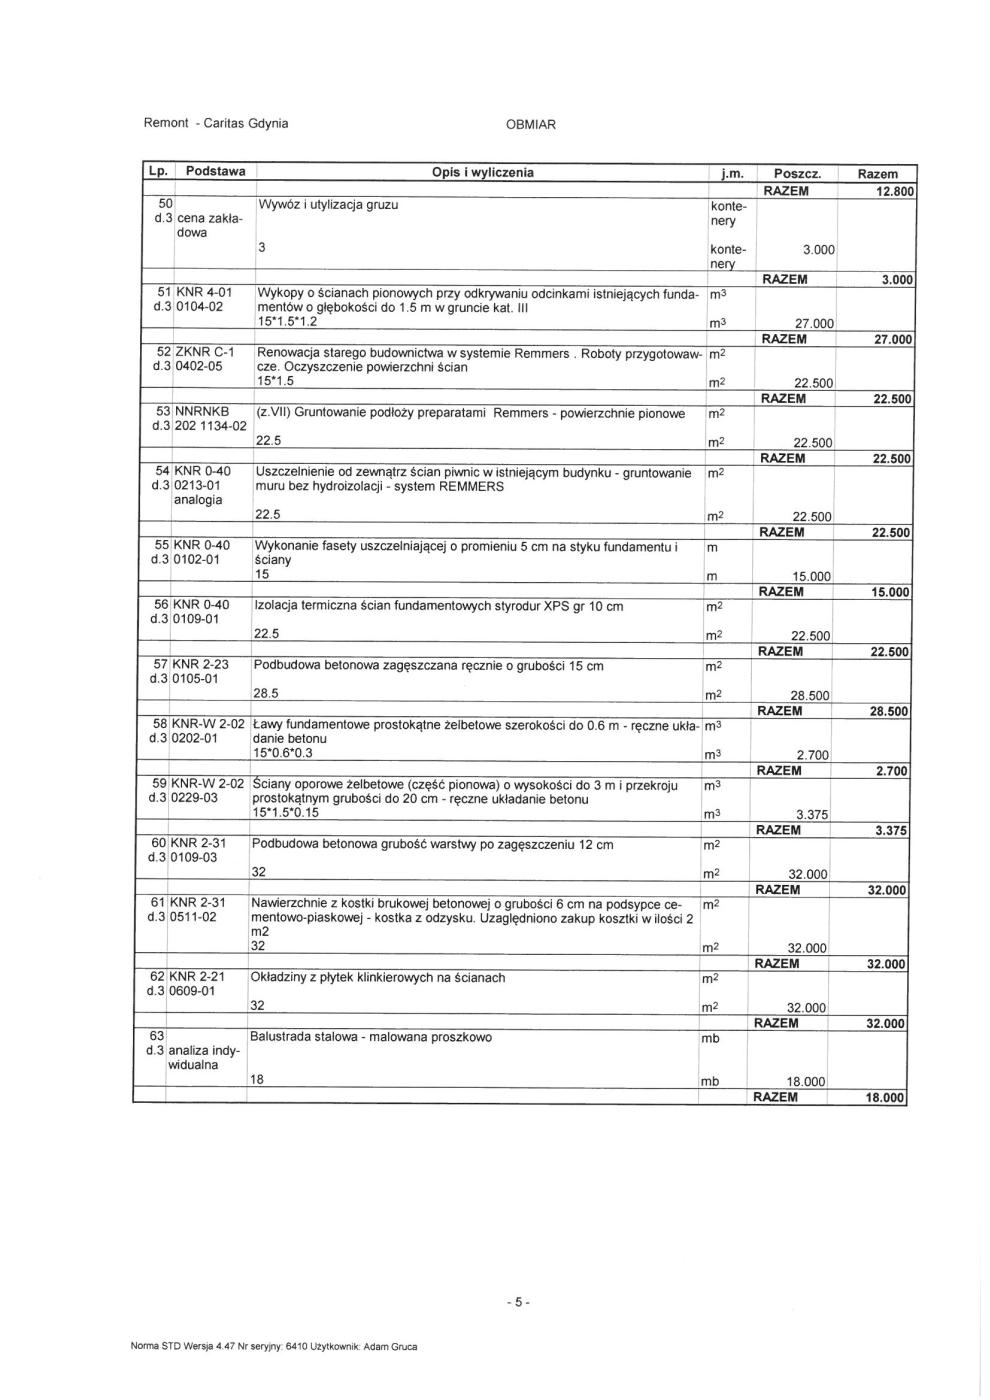 Remont - Caritas Gdynia OBMIAR
Lp. Podstawa Opis i wyliczenia j.m. Poszcz. Razem
RAZEM 12.800
50 Wywóz i utylizacja gruzu konte-
d.3 cena zakła- nery
dowa
3 konte- 3.000
nery
RAZEM 3.000
51 KNR 4-01 Wykopy o ścianach pionowych przy odkrywaniu odcinkami istniejących funda- m3
d.3 0104-02 mentów o głębokości do 1.5 m w gruncie kat. III
15*1.5*1.2 m3 27.000
RAZEM 27.000
52 ZKNR C-1 Renowacja starego budownictwa w systemie Remmers . Roboty przygotowaw- m2
d.3 0402-05 cze. Oczyszczenie powierzchni ścian
15*1.5 m2 22.500
RAZEM 22.500
53 NNRNKB (z.VII) Gruntowanie podłoży preparatami Remmers - powierzchnie pionowe m2
d.3 202 1134-02
22.5 m2 22.500
RAZEM 22.500
54 KNR 0-40 Uszczelnienie od zewnątrz ścian piwnic w istniejącym budynku - gruntowanie m2
d.3 0213-01 muru bez hydroizolacji - system REMMERS
analogia
22.5 m2 22.500
RAZEM 22.500
55 KNR 0-40 Wykonanie fasety uszczelniającej o promieniu 5 cm na styku fundamentu i m
d.3 0102-01 ściany
15 m 15.000
RAZEM 15.000
56 KNR 0-40 Izolacja termiczna ścian fundamentowych styrodur XPS gr 10 cm m2
d.3 0109-01
22.5 m2 22.500
RAZEM 22.500
57 KNR 2-23 Podbudowa betonowa zagęszczana ręcznie o grubości 15 cm m2
d.3 0105-01
28.5 m2 28.500
RAZEM 28.500
58 KNR-W 2-02 Ławy fundamentowe prostokątne żelbetowe szerokości do 0.6 m - ręczne ukła- m3
d.3 0202-01 danie betonu
15*0.6*0.3 m3 2.700
RAZEM 2.700
59 KNR-W 2-02 Ściany oporowe żelbetowe (część pionowa) o wysokości do 3 m i przekroju m3
d.3 0229-03 prostokątnym grubości do 20 cm - ręczne układanie betonu
15*1.5*0.15 m3 3.375
RAZEM 3.375
60 KNR 2-31 Podbudowa betonowa grubość warstwy po zagęszczeniu 12 cm m2
d.3 0109-03
32 m2 32.000
RAZEM 32.000
61 KNR 2-31 Nawierzchnie z kostki brukowej betonowej o grubości 6 cm na podsypce ce- m2
d.3 0511-02 mentowo-piaskowej - kostka z odzysku. Uzaględniono zakup kosztki w ilości 2
m2
32 m2 32.000
RAZEM 32.000
62 KNR 2-21 Okładziny z płytek klinkierowych na ścianach m2
d.3 0609-01
32 m2 32.000
RAZEM 32.000
63 Balustrada stalowa - malowana proszkowo mb
d.3 analiza indy-
widualna
18 mb 18.000
RAZEM 18.000
- 5 -
Norma STD Wersja 4.47 Nr seryjny: 6410 Użytkownik: Adam Gruca